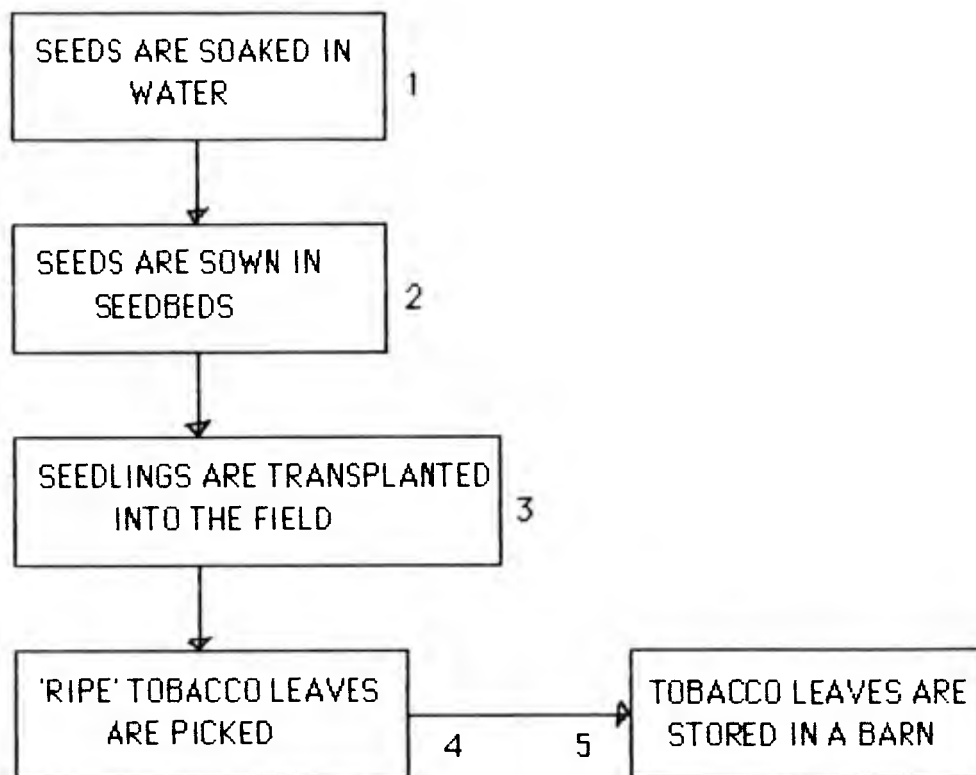 SEEDS ARE SOAKED IN
WATER
1
SEEDS ARE SOWN IN
SEEDBEDS
2
SEEDLINGS ARE TRANSPLANTED
INTO THE FIELD
3
'RIPE' TOBACCO LEAVES
ARE PICKED
4
5
TOBACCO LEAVES ARE
STORED IN A BARN